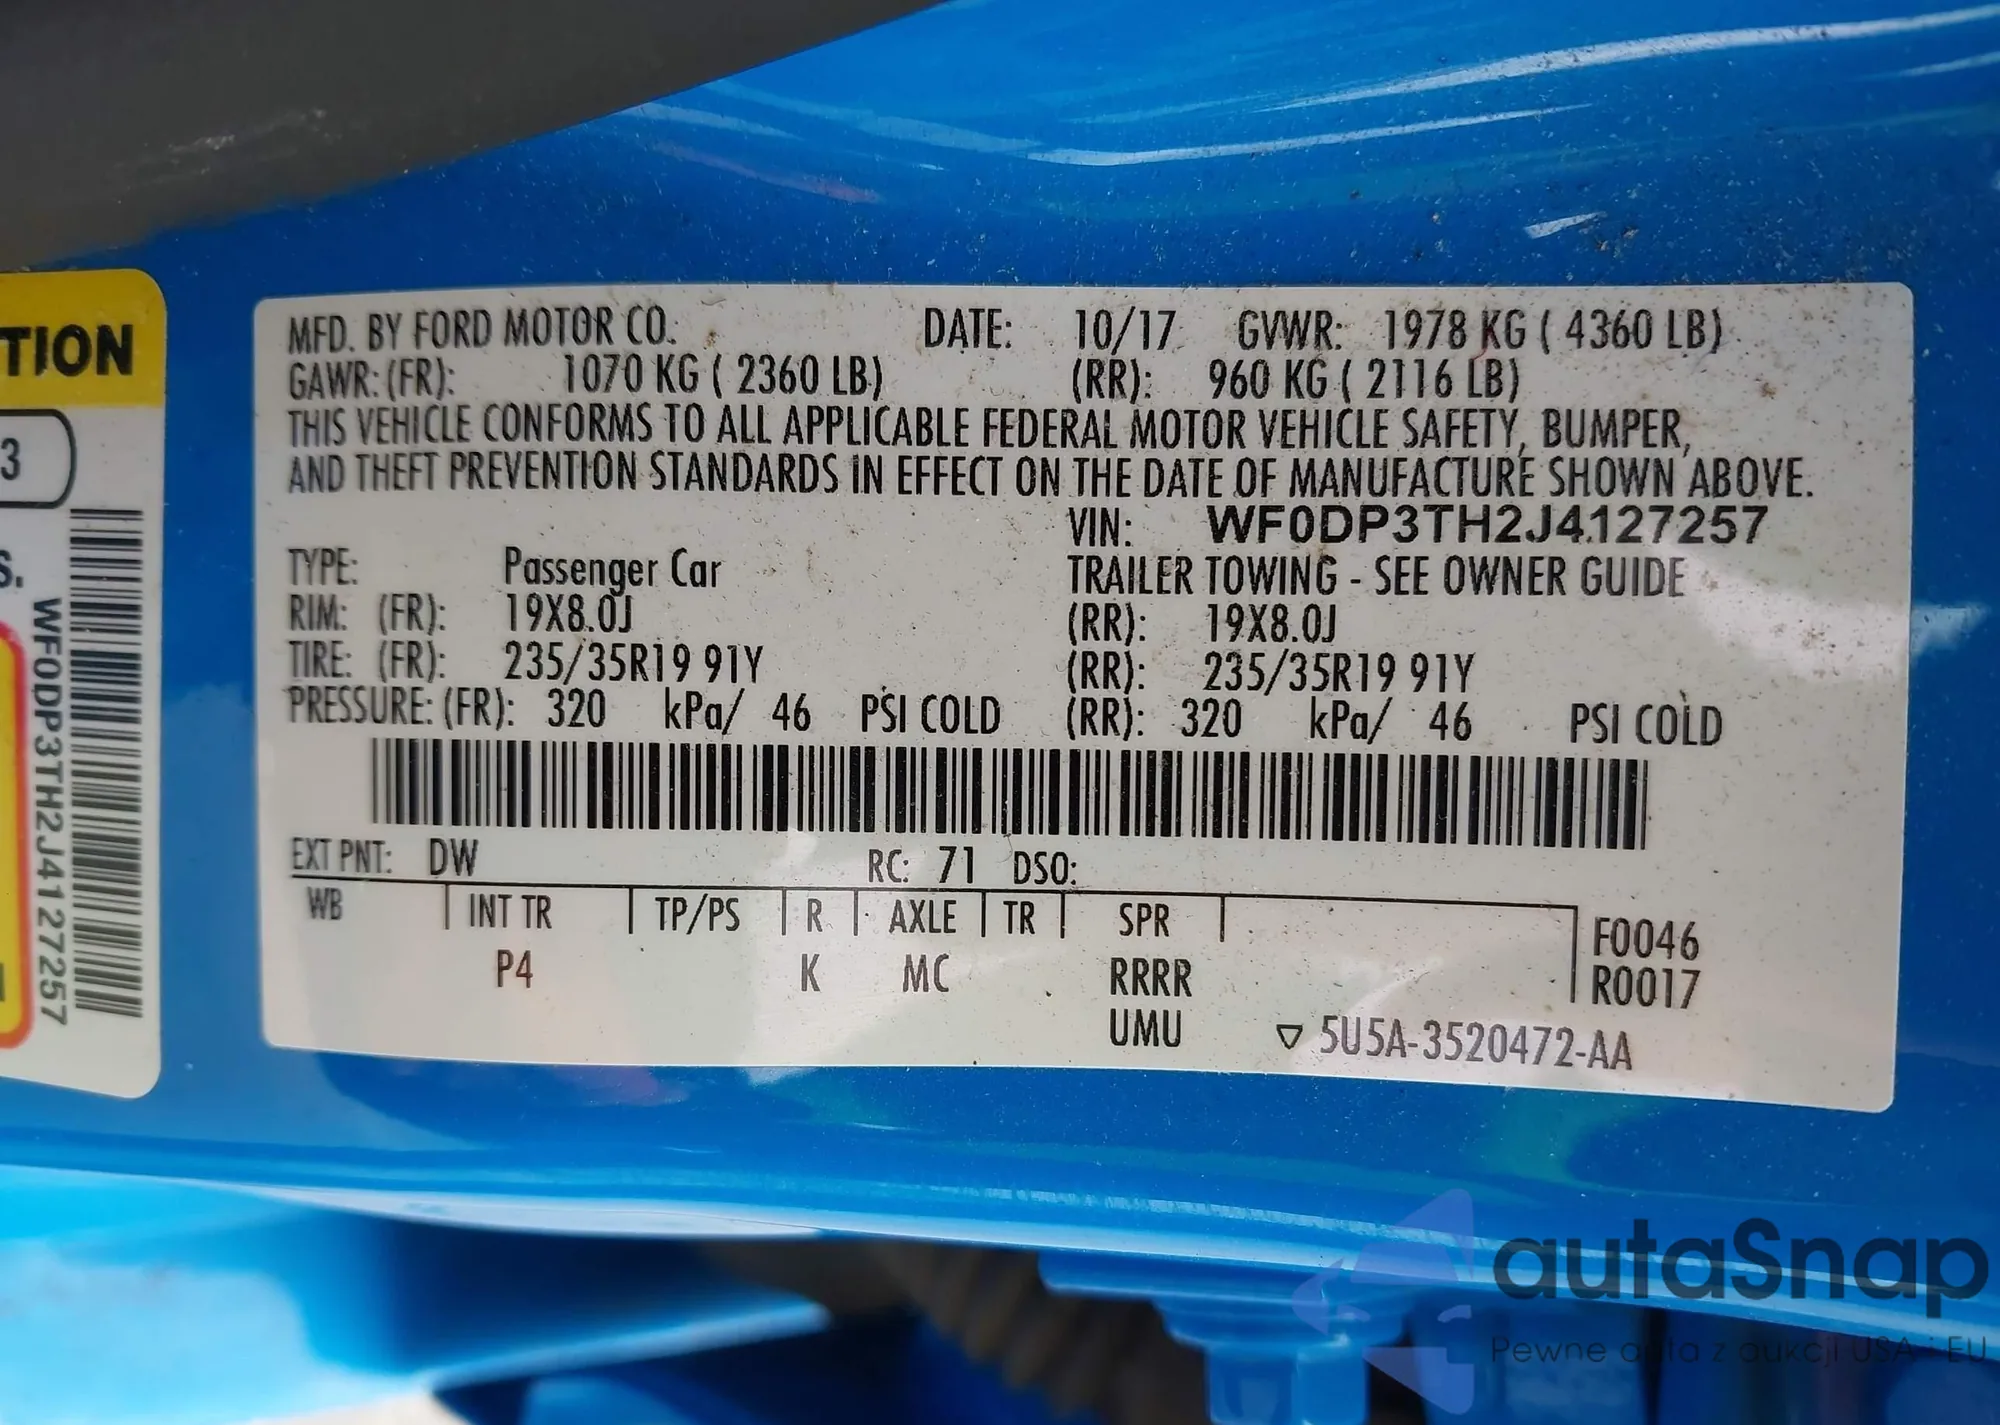 TION
3
S.
WF0DP3TH2J4127257
MFD. BY FORD MOTOR CO. DATE: 10/17 GVWR: 1978 KG ( 4360 LB)
GAWR: (FR): 1070 KG ( 2360 LB) (RR): 960 KG ( 2116 LB)
THIS VEHICLE CONFORMS TO ALL APPLICABLE FEDERAL MOTOR VEHICLE SAFETY, BUMPER,
AND THEFT PREVENTION STANDARDS IN EFFECT ON THE DATE OF MANUFACTURE SHOWN ABOVE.
VIN: WF0DP3TH2J4127257
TYPE: Passenger Car TRAILER TOWING - SEE OWNER GUIDE
RIM: (FR): 19X8.0J (RR): 19X8.0J
TIRE: (FR): 235/35R19 91Y (RR): 235/35R19 91Y
PRESSURE: (FR): 320 kPa/ 46 PSI COLD (RR): 320 kPa/ 46 PSI COLD
EXT PNT: DW RC: 71 DSO:
WB INT TR TP/PS R AXLE TR SPR F0046
P4 K MC RRRR R0017
UMU ▽ 5U5A-3520472-AA
autaSnap
Pewne auta z aukcji USA i EU